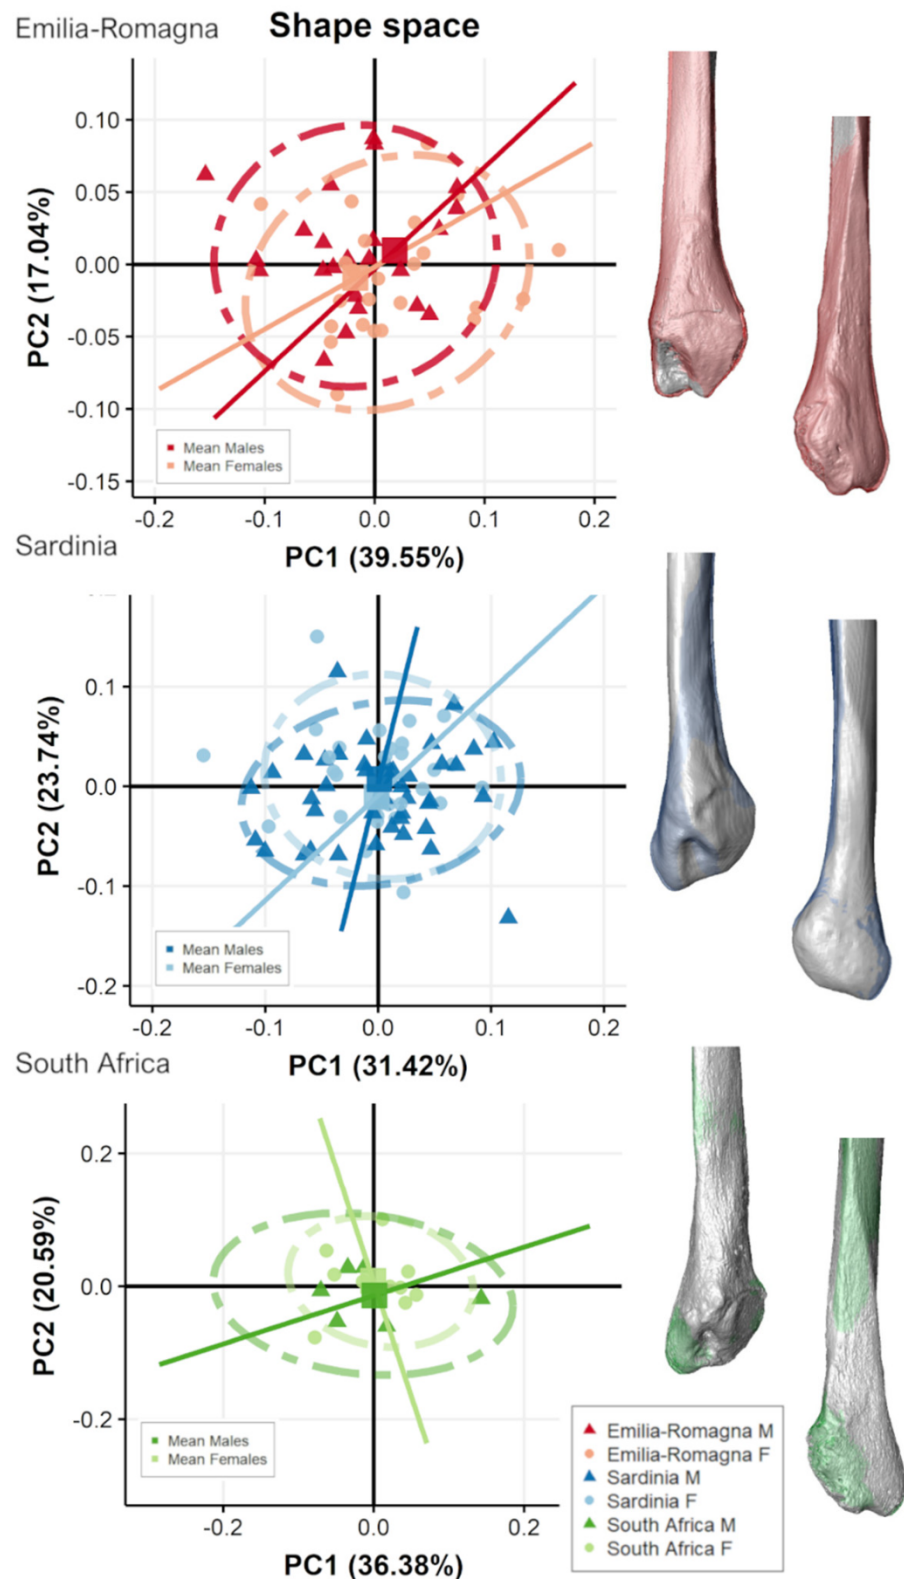 Emilia-Romagna
Shape space
PC2 (17.04%)
0.10
0.05
0.00
-0.05
-0.10
-0.15
Mean Males
Mean Females
-0.2 -0.1 0.0 0.1 0.2
PC1 (39.55%)
Sardinia
PC2 (23.74%)
0.1
0.0
-0.1
-0.2
Mean Males
Mean Females
-0.2 -0.1 0.0 0.1 0.2
PC1 (31.42%)
South Africa
PC2 (20.59%)
0.2
0.0
-0.2
Mean Males
Mean Females
-0.2 0.0 0.2
PC1 (36.38%)
Emilia-Romagna M
Emilia-Romagna F
Sardinia M
Sardinia F
South Africa M
South Africa F